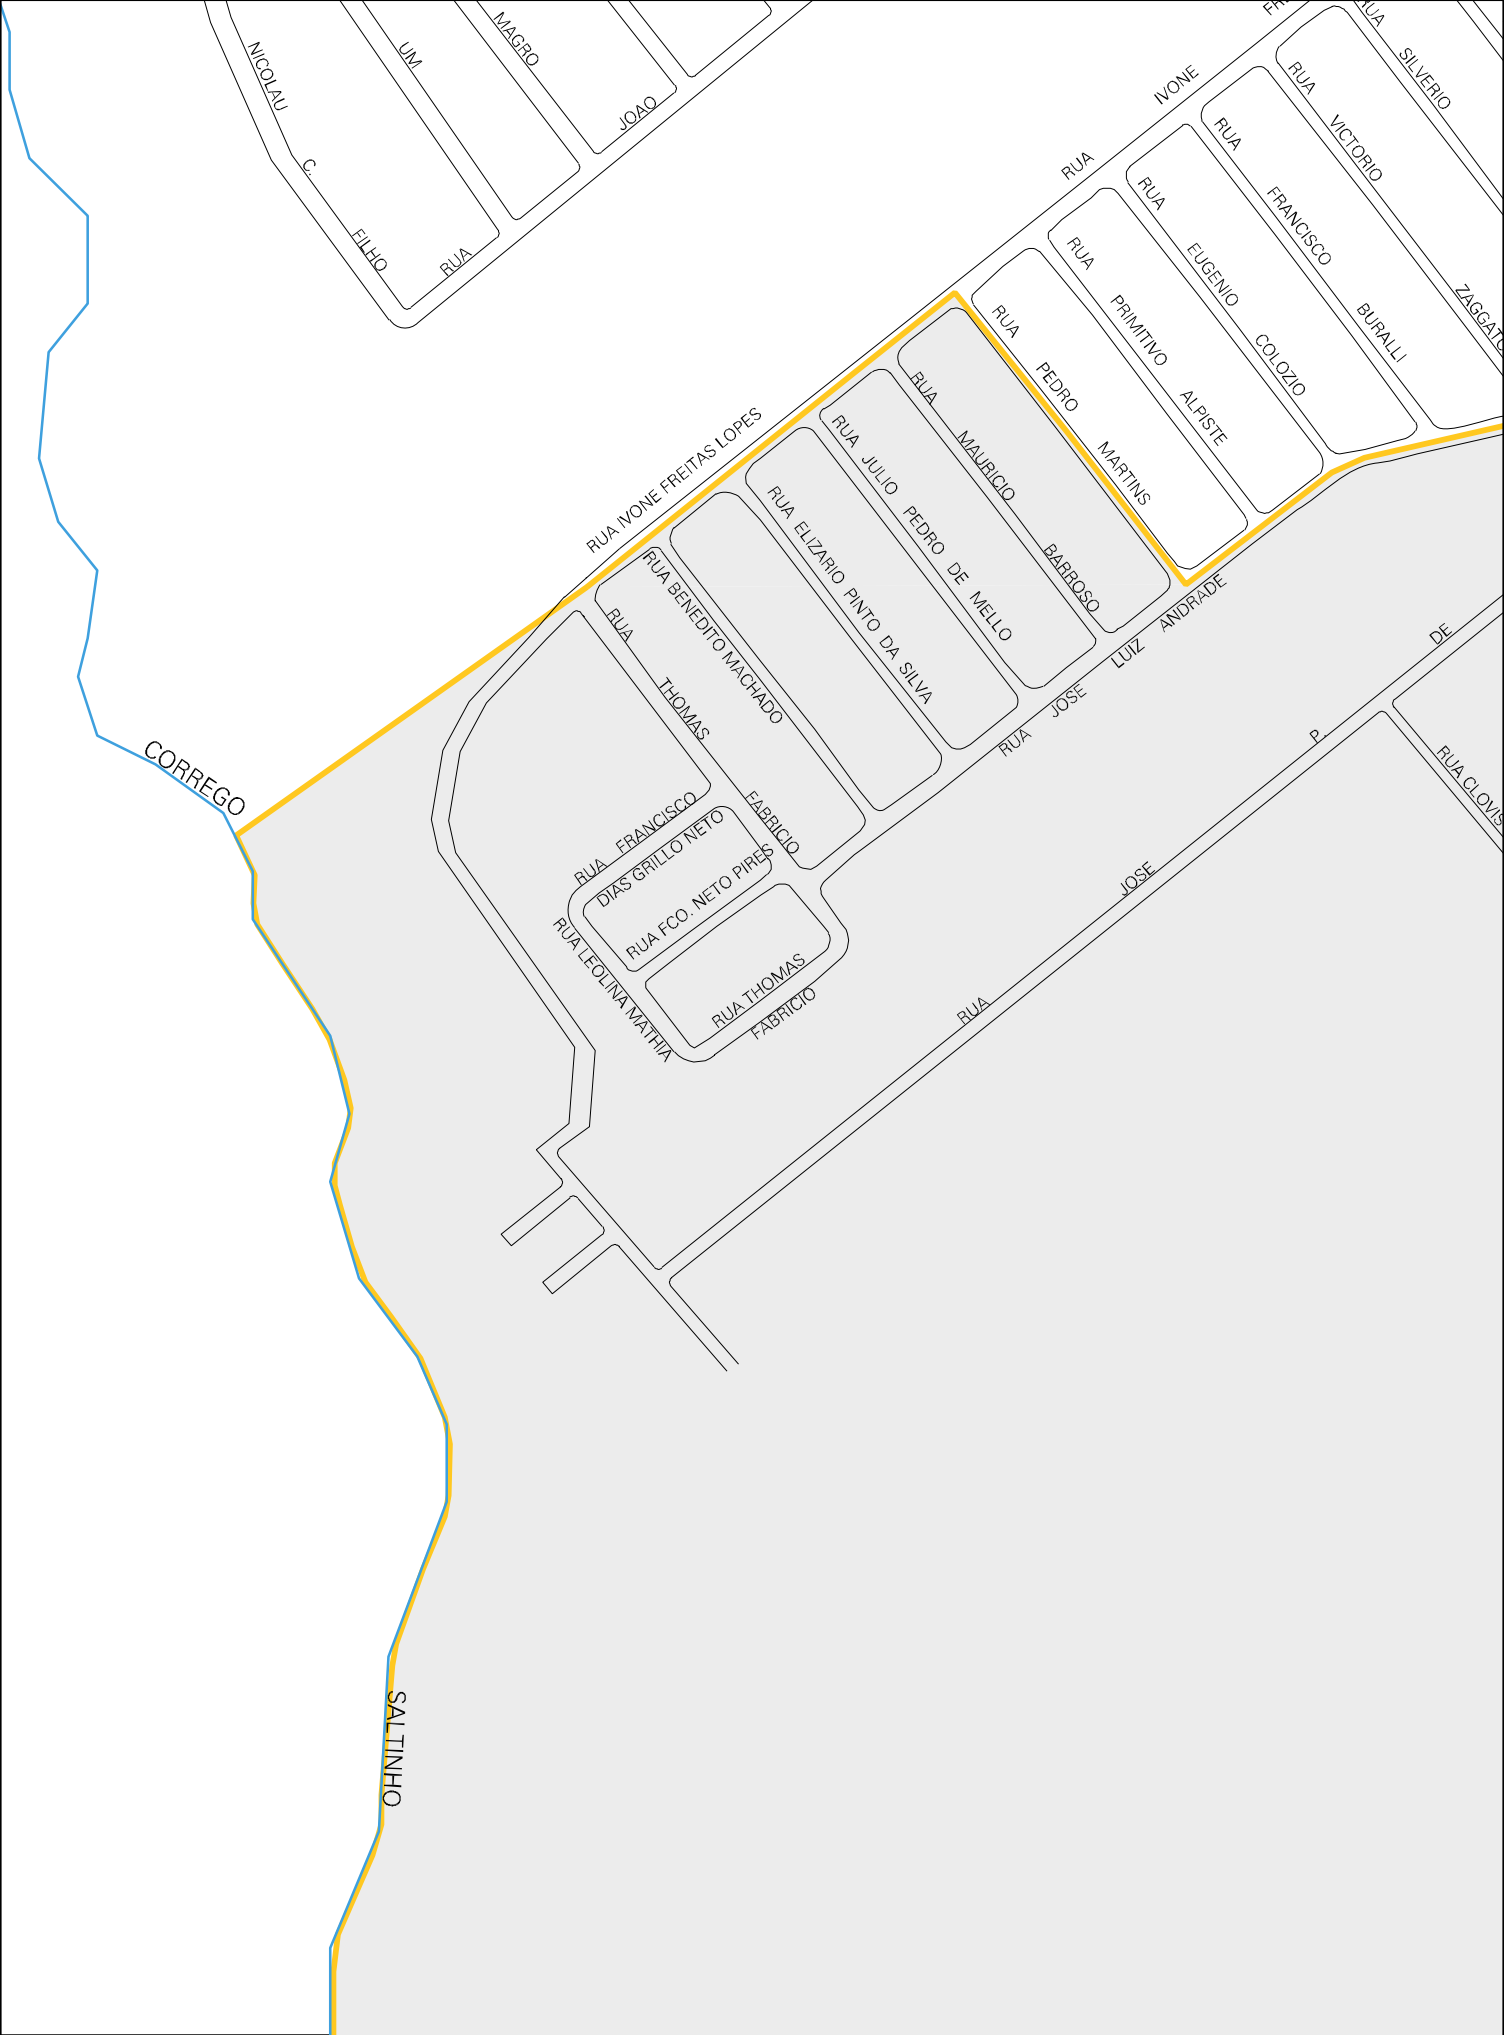 NICOLAU C. FILHO
UM
MAGRO
RUA JOAO
RUA IVONE
RUA SILVERIO
RUA VICTORIO
RUA FRANCISCO BURALLI
RUA EUGENIO COLOZIO
RUA PRIMITIVO ALPISTE
RUA PEDRO MARTINS
RUA MAURICIO BARROSO
RUA JULIO PEDRO DE MELLO
RUA ELIZARIO PINTO DA SILVA
RUA BENEDITO MACHADO
RUA THOMAS FABRICIO
RUA IVONE FREITAS LOPES
RUA JOSE LUIZ ANDRADE
RUA FRANCISCO
DIAS GRILLO NETO
RUA FCO. NETO PIRES
RUA LEOLINA MATHIA
RUA THOMAS
FABRICIO
RUA JOSE P. DE
RUA CLOVIS
CORREGO
SALTINHO